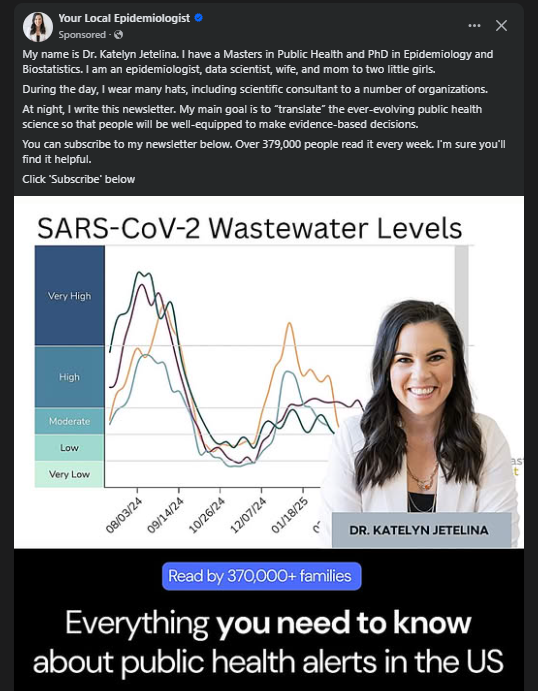 Your Local Epidemiologist
Sponsored ·
My name is Dr. Katelyn Jetelina. I have a Masters in Public Health and PhD in Epidemiology and
Biostatistics. I am an epidemiologist, data scientist, wife, and mom to two little girls.
During the day, I wear many hats, including scientific consultant to a number of organizations.
At night, I write this newsletter. My main goal is to "translate" the ever-evolving public health
science so that people will be well-equipped to make evidence-based decisions.
You can subscribe to my newsletter below. Over 379,000 people read it every week. I'm sure you'll
find it helpful.
Click 'Subscribe' below
SARS-CoV-2 Wastewater Levels
Very High
High
Moderate
Low
Very Low
08/03/24
09/14/24
10/26/24
12/07/24
01/18/25
DR. KATELYN JETELINA
Read by 370,000+ families
Everything you need to know
about public health alerts in the US